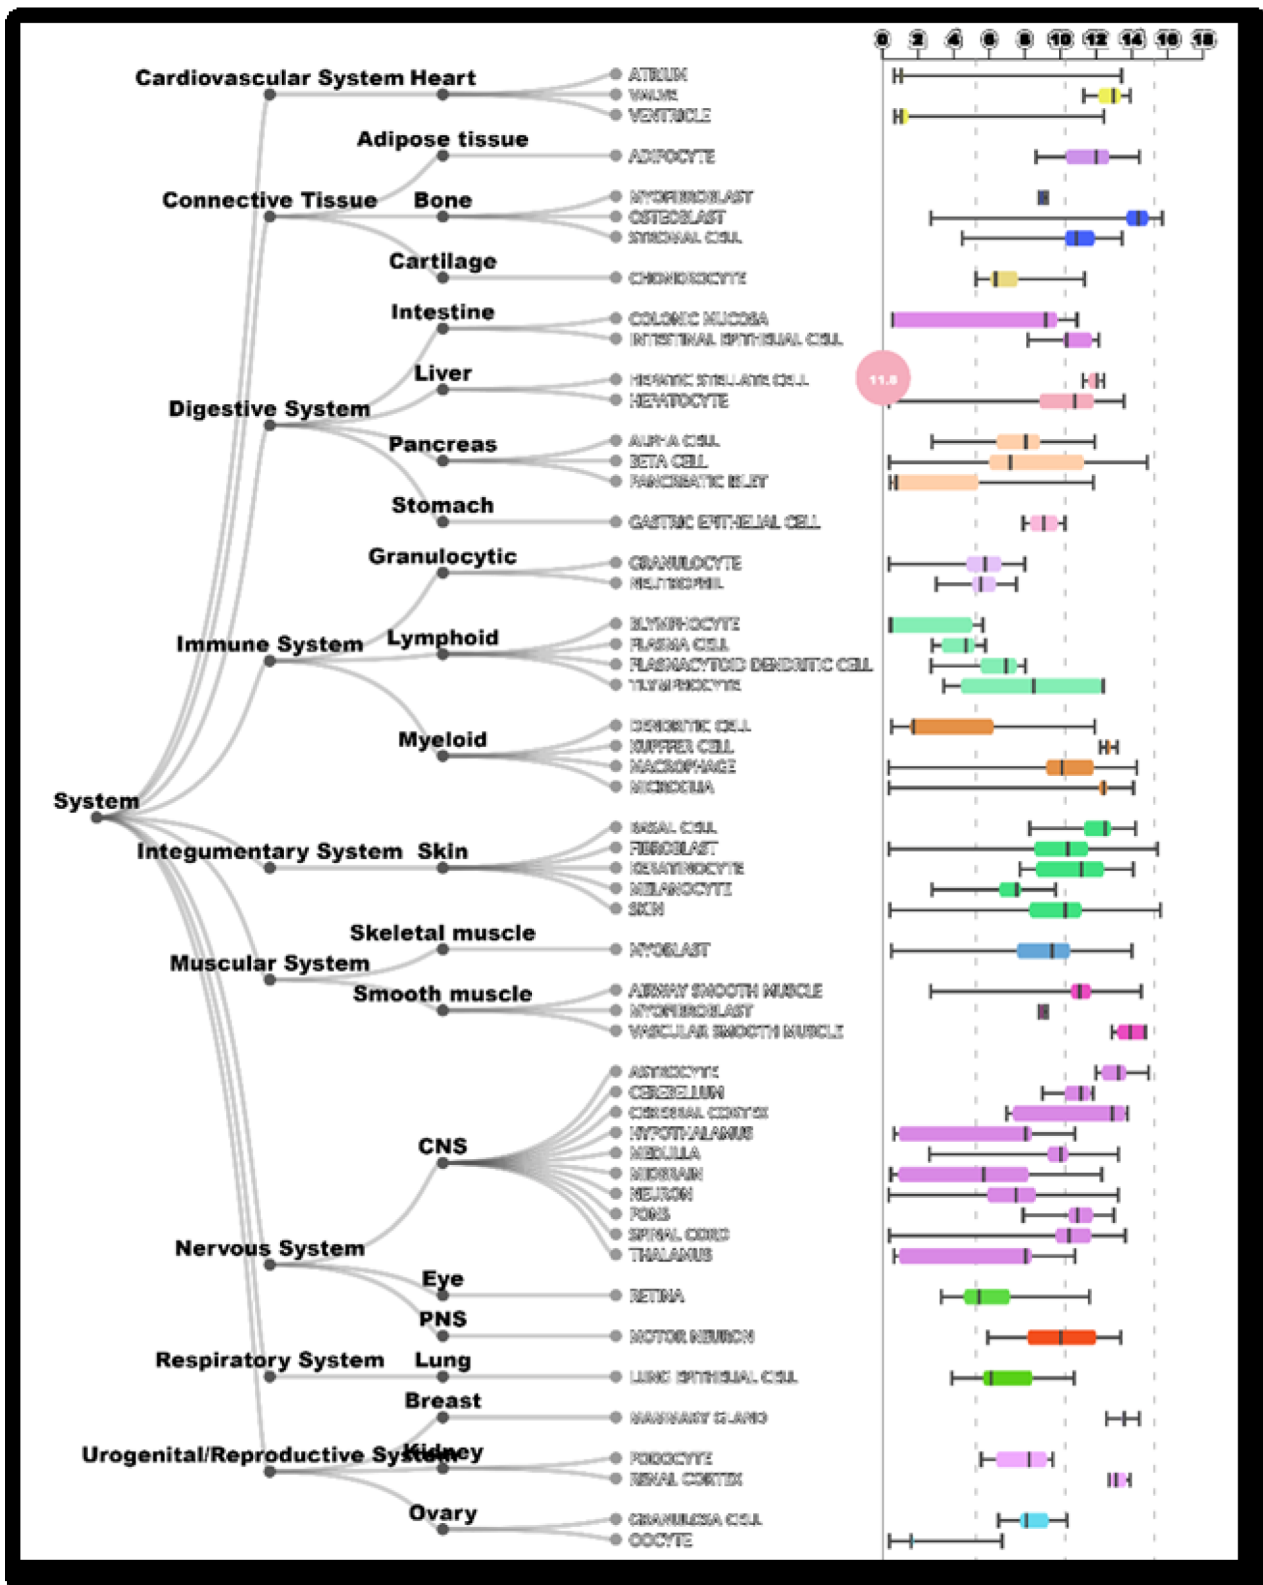 0 2 4 6 8 10 12 14 16 18
Cardiovascular System Heart
ATRIUM
VALVE
VENTRICLE
Adipose tissue
ADIPOCYTE
Connective Tissue Bone
MYOFIBROBLAST
OSTEOBLAST
STROMAL CELL
Cartilage
CHONDROCYTE
Intestine
COLONIC MUCOSA
INTESTINAL EPITHELIAL CELL
Liver
HEPATIC STELLATE CELL
11.8
HEPATOCYTE
Digestive System
Pancreas
ALPHA CELL
BETA CELL
PANCREATIC ISLET
Stomach
GASTRIC EPITHELIAL CELL
Granulocytic
GRANULOCYTE
NEUTROPHIL
Immune System
Lymphoid
BLYMPHOCYTE
PLASMA CELL
PLASMACYTOID DENDRITIC CELL
TLYMPHOCYTE
Myeloid
DENDRITIC CELL
KUPFFER CELL
MACROPHAGE
MICROGLIA
System
Integumentary System Skin
BASAL CELL
FIBROBLAST
KERATINOCYTE
MELANOCYTE
SKIN
Skeletal muscle
MYOBLAST
Muscular System
Smooth muscle
AIRWAY SMOOTH MUSCLE
MYOFIBROBLAST
VASCULAR SMOOTH MUSCLE
CNS
ASTROCYTE
CEREBELLUM
CEREBRAL CORTEX
HYPOTHALAMUS
MEDULLA
MIDBRAIN
NEURON
PONS
SPINAL CORD
THALAMUS
Nervous System
Eye
RETINA
PNS
MOTOR NEURON
Respiratory System Lung
LUNG EPITHELIAL CELL
Breast
MAMMARY GLAND
Urogenital/Reproductive System
Kidney
PODOCYTE
RENAL CORTEX
Ovary
GRANULOSA CELL
OOCYTE